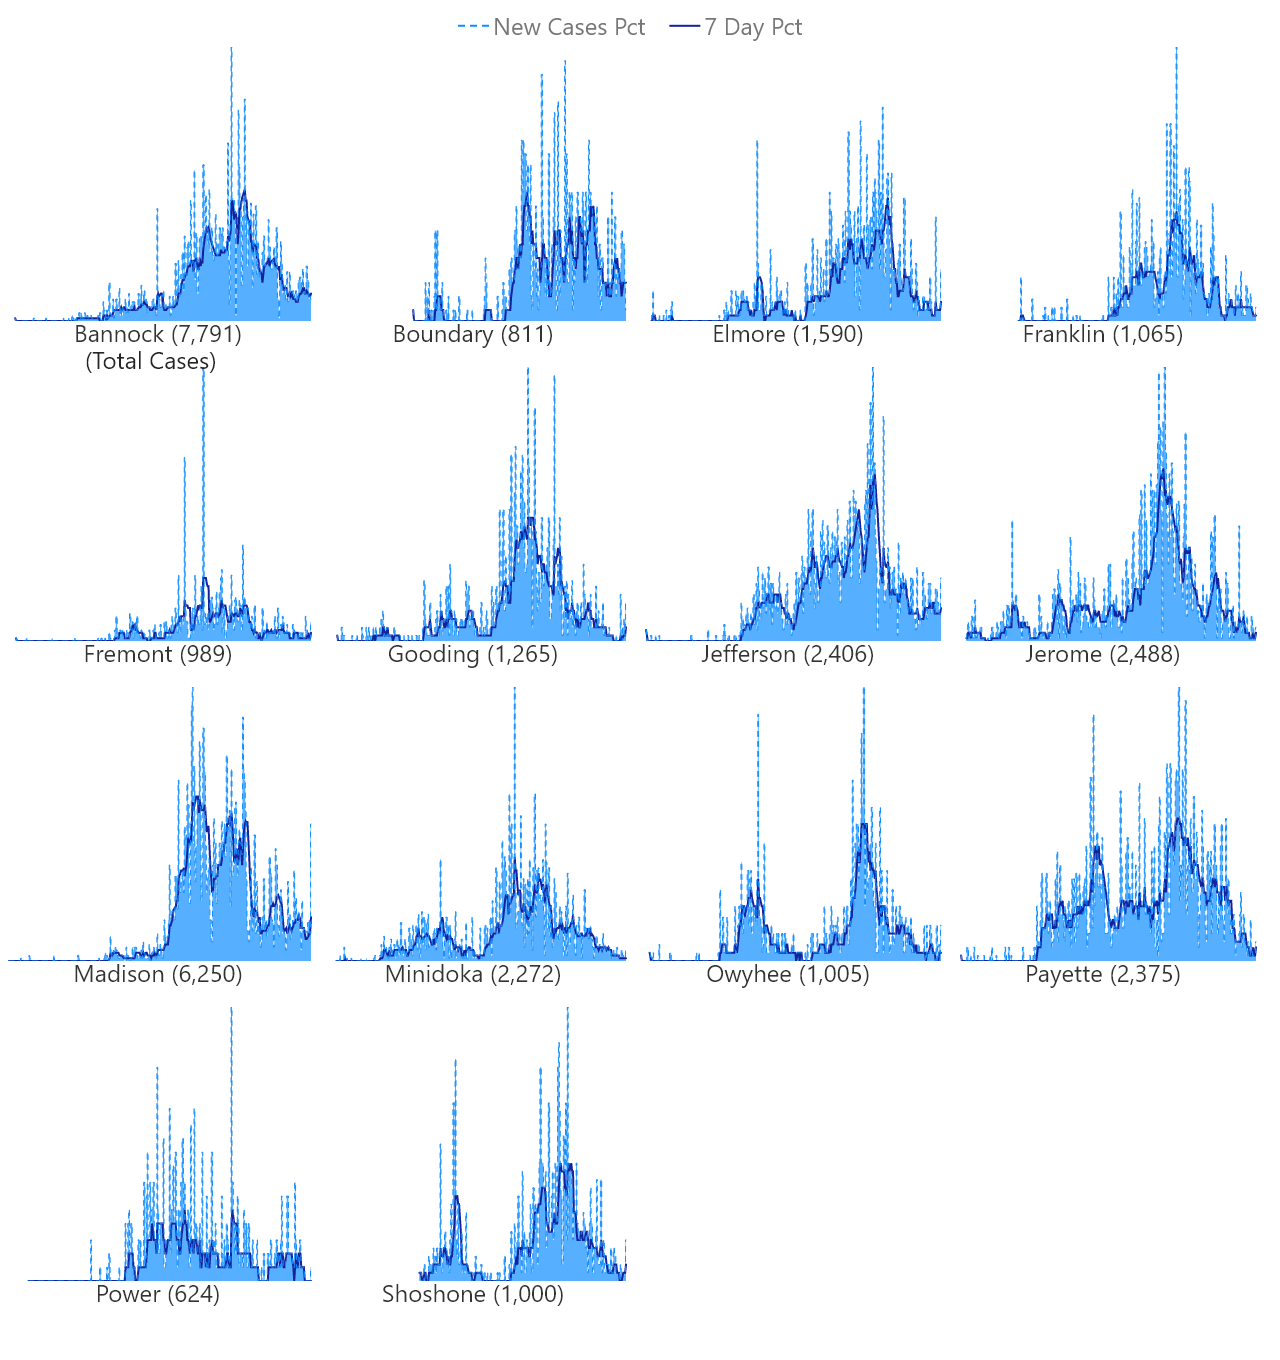 New Cases Pct 7 Day Pct
Bannock (7,791) Boundary (811) Elmore (1,590) Franklin (1,065)
(Total Cases)
Fremont (989) Gooding (1,265) Jefferson (2,406) Jerome (2,488)
Madison (6,250) Minidoka (2,272) Owyhee (1,005) Payette (2,375)
Power (624) Shoshone (1,000)